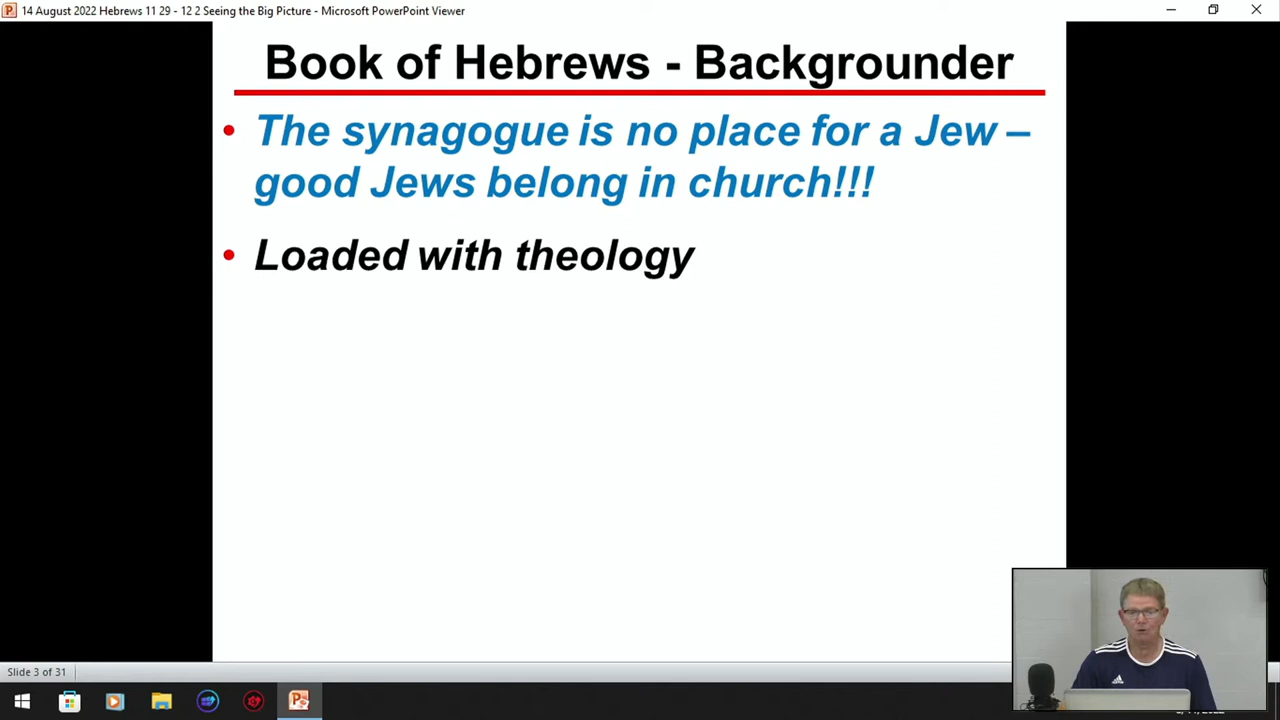 14 August 2022 Hebrews 11 29 - 12 2 Seeing the Big Picture - Microsoft PowerPoint Viewer
Book of Hebrews - Backgrounder
• The synagogue is no place for a Jew –
good Jews belong in church!!!
• Loaded with theology
Slide 3 of 31